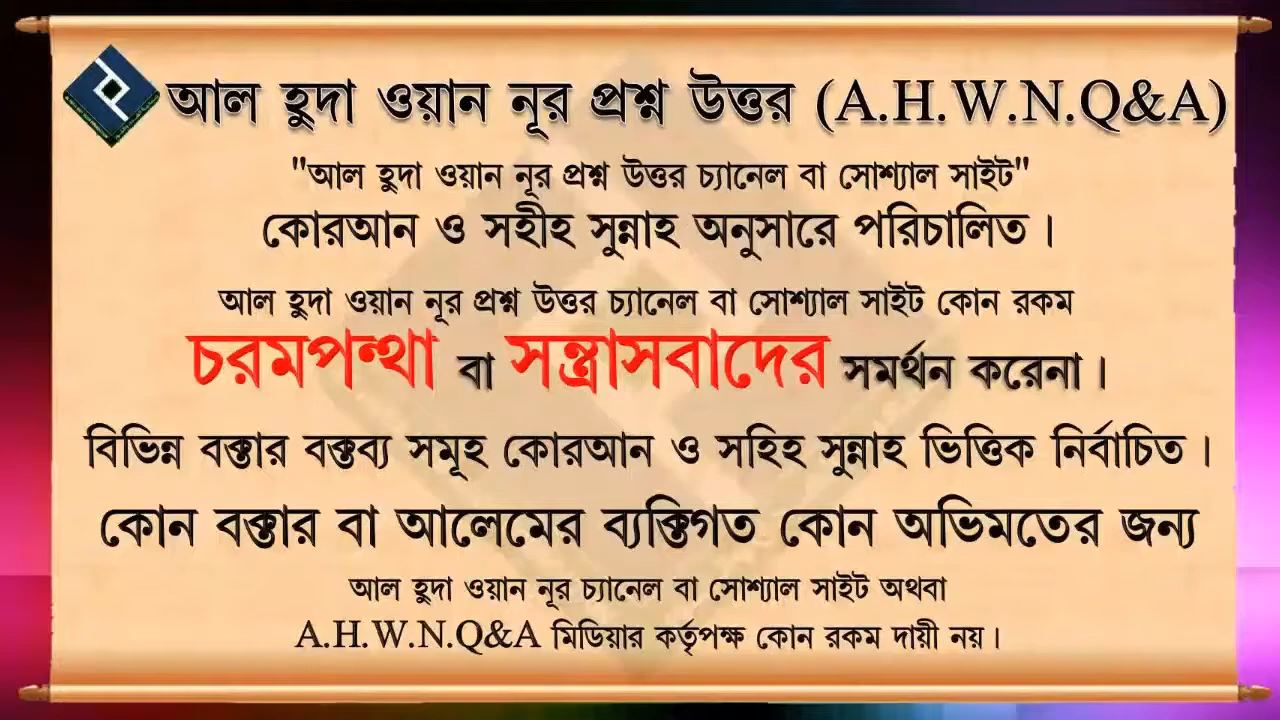 আল হুদা ওয়ান নূর প্রশ্ন উত্তর (A.H.W.N.Q&A)
"আল হুদা ওয়ান নূর প্রশ্ন উত্তর চ্যানেল বা সোশ্যাল সাইট"
কোরআন ও সহীহ সুন্নাহ অনুসারে পরিচালিত।
আল হুদা ওয়ান নূর প্রশ্ন উত্তর চ্যানেল বা সোশ্যাল সাইট কোন রকম
চরমপন্থা বা সন্ত্রাসবাদের সমর্থন করেনা।
বিভিন্ন বক্তার বক্তব্য সমূহ কোরআন ও সহিহ সুন্নাহ ভিত্তিক নির্বাচিত।
কোন বক্তার বা আলেমের ব্যক্তিগত কোন অভিমতের জন্য
আল হুদা ওয়ান নূর চ্যানেল বা সোশ্যাল সাইট অথবা
A.H.W.N.Q&A মিডিয়ার কর্তৃপক্ষ কোন রকম দায়ী নয়।